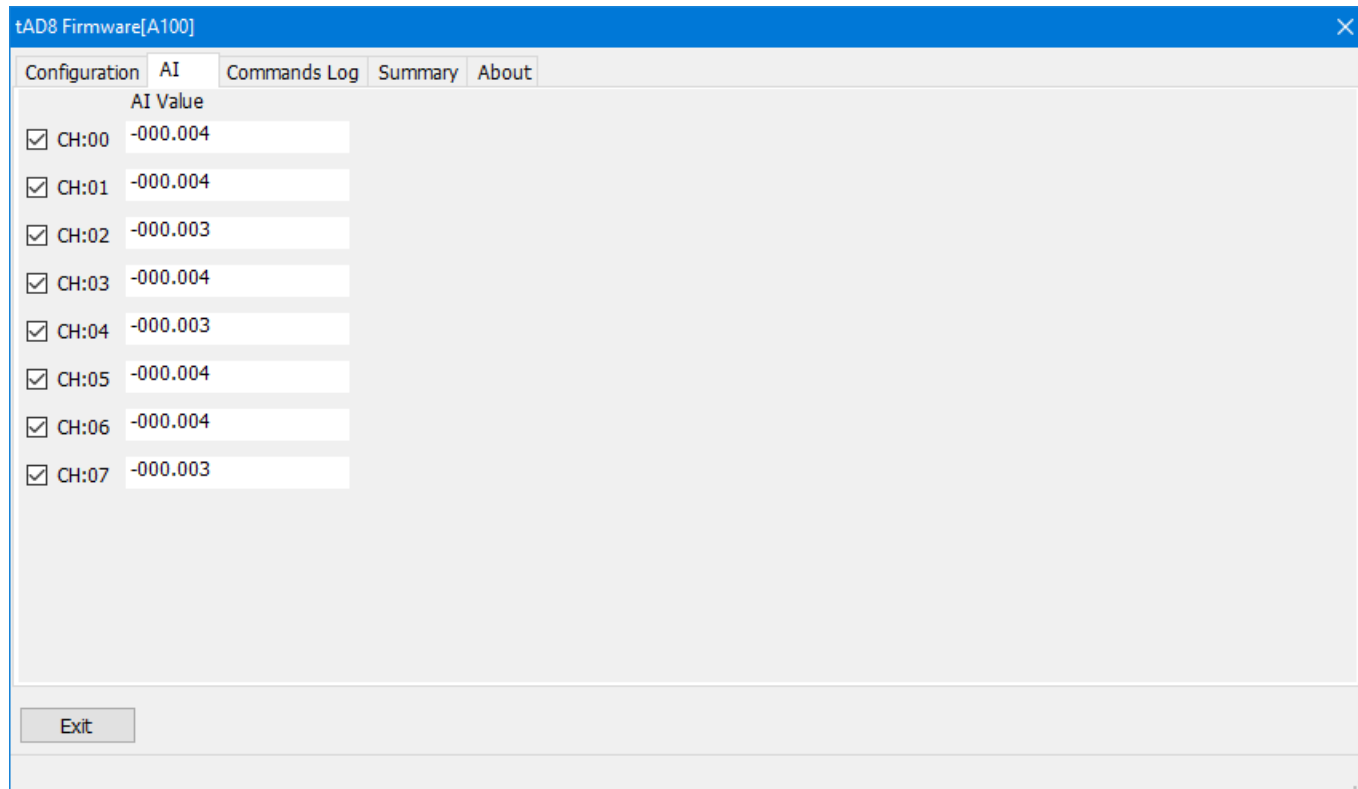 tAD8 Firmware[A100]
Configuration AI Commands Log Summary About
AI Value
CH:00 -000.004
CH:01 -000.004
CH:02 -000.003
CH:03 -000.004
CH:04 -000.003
CH:05 -000.004
CH:06 -000.004
CH:07 -000.003
Exit